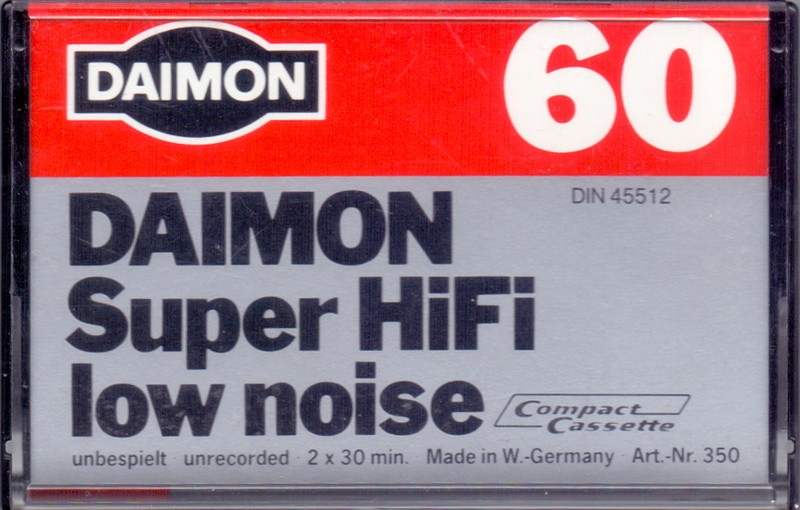 DAIMON
60
DIN 45512
DAIMON
Super HiFi
low noise
Compact
Cassette
unbespielt · unrecorded · 2 x 30 min. Made in W.-Germany Art.-Nr. 350